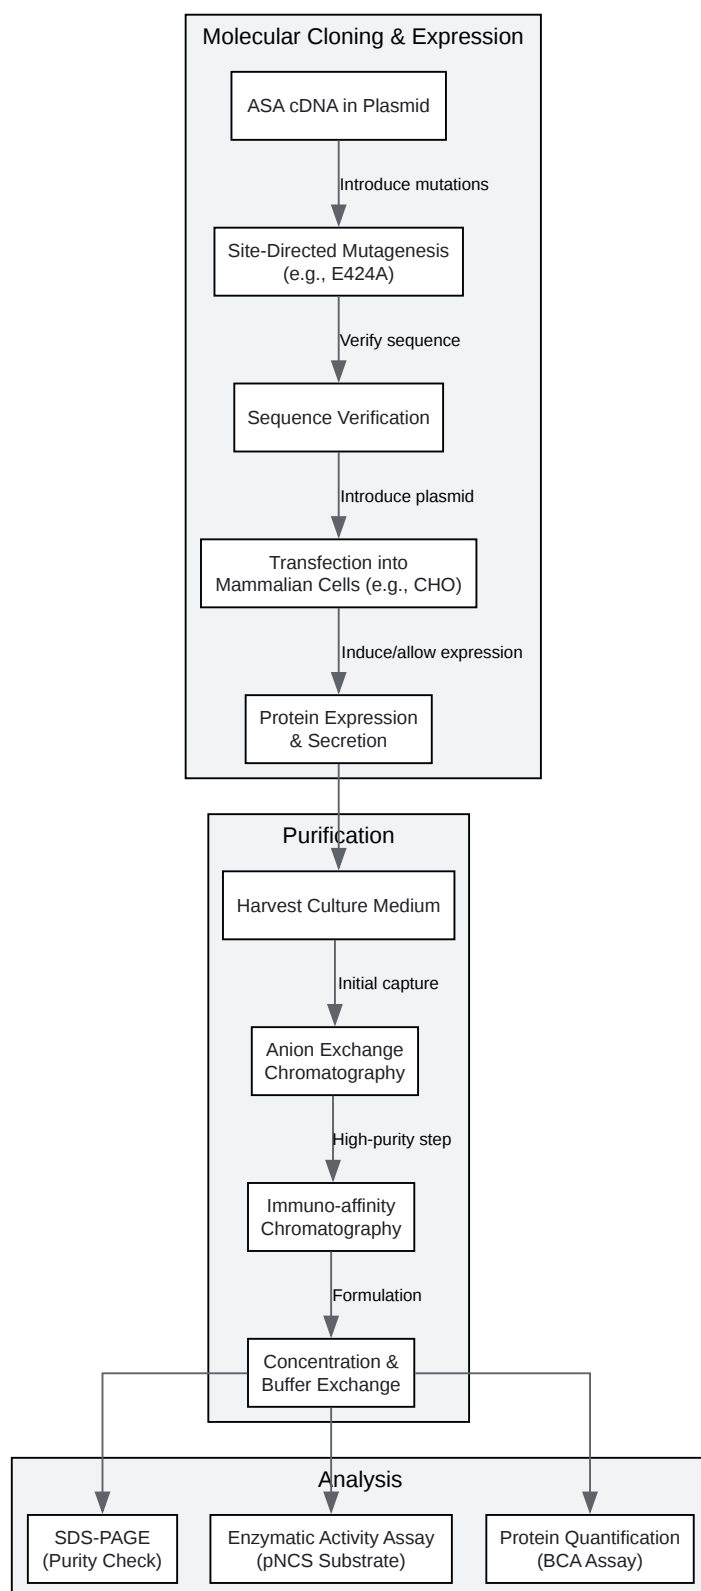 Molecular Cloning & Expression
ASA cDNA in Plasmid
Introduce mutations
Site-Directed Mutagenesis
(e.g., E424A)
Verify sequence
Sequence Verification
Introduce plasmid
Transfection into
Mammalian Cells (e.g., CHO)
Induce/allow expression
Protein Expression
& Secretion
Purification
Harvest Culture Medium
Initial capture
Anion Exchange
Chromatography
High-purity step
Immuno-affinity
Chromatography
Formulation
Concentration &
Buffer Exchange
Analysis
SDS-PAGE
(Purity Check)
Enzymatic Activity Assay
(pNCS Substrate)
Protein Quantification
(BCA Assay)